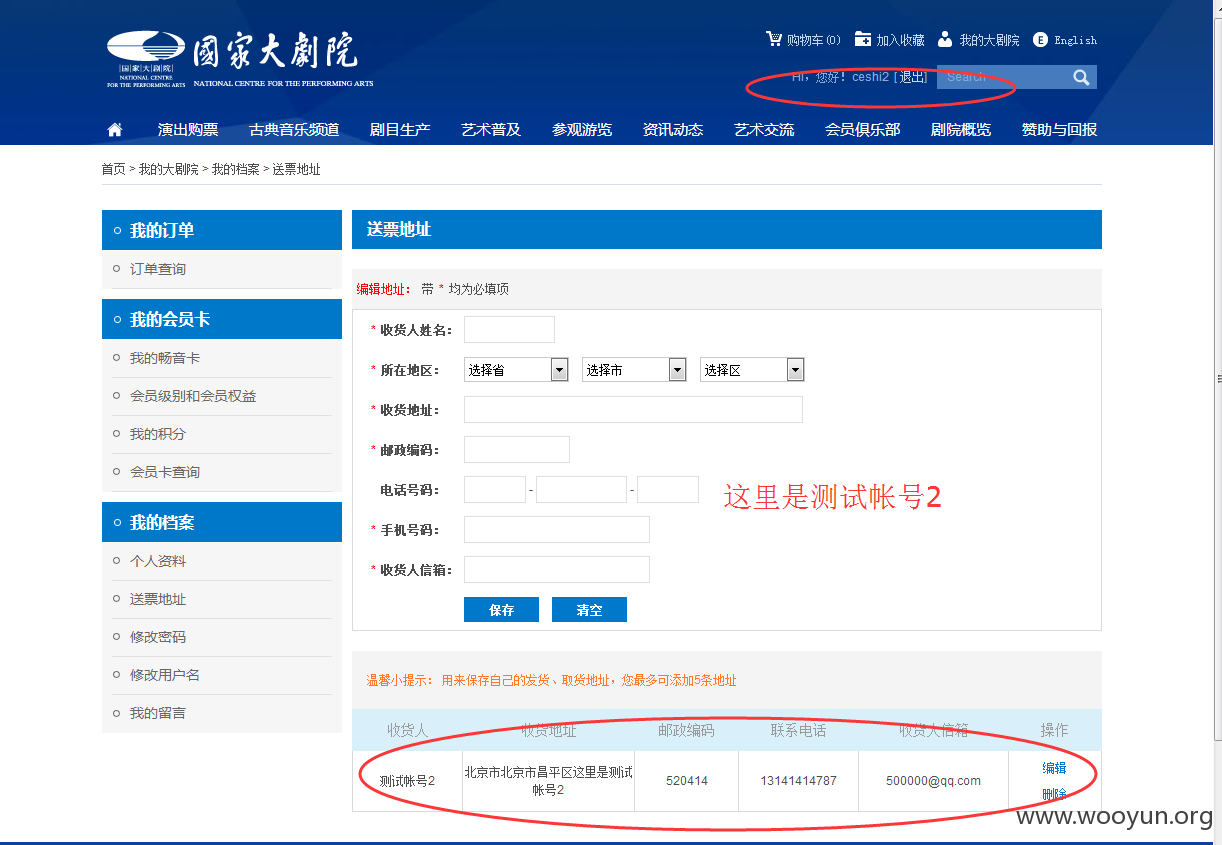 國家大劇院
NATIONAL CENTRE FOR THE PERFORMING ARTS
|国|家|大|剧|院|
NATIONAL CENTRE
FOR THE PERFORMING ARTS
购物车 (0) 加入收藏 我的大剧院 E English
Hi，您好！ceshi2 [退出] Search
演出购票 古典音乐频道 剧目生产 艺术普及 参观游览 资讯动态 艺术交流 会员俱乐部 剧院概览 赞助与回报
首页 > 我的大剧院 > 我的档案 > 送票地址
我的订单
订单查询
我的会员卡
我的畅音卡
会员级别和会员权益
我的积分
会员卡查询
我的档案
个人资料
送票地址
修改密码
修改用户名
我的留言
送票地址
编辑地址： 带 * 均为必填项
* 收货人姓名：
* 所在地区： 选择省 选择市 选择区
* 收货地址：
* 邮政编码：
电话号码： - -
这里是测试帐号2
* 手机号码：
* 收货人信箱：
保存 清空
温馨小提示： 用来保存自己的发货、取货地址，您最多可添加5条地址
收货人 收货地址 邮政编码 联系电话 收货人信箱 操作
测试帐号2 北京市北京市昌平区这里是测试帐号2 520414 13141414787 500000@qq.com 编辑
删除
www.wooyun.org